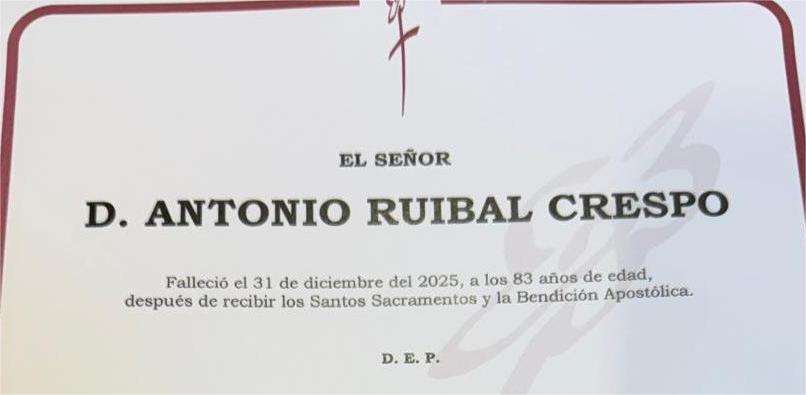 EL SEÑOR
D. ANTONIO RUIBAL CRESPO
Falleció el 31 de diciembre del 2025, a los 83 años de edad,
después de recibir los Santos Sacramentos y la Bendición Apostólica.
D. E. P.